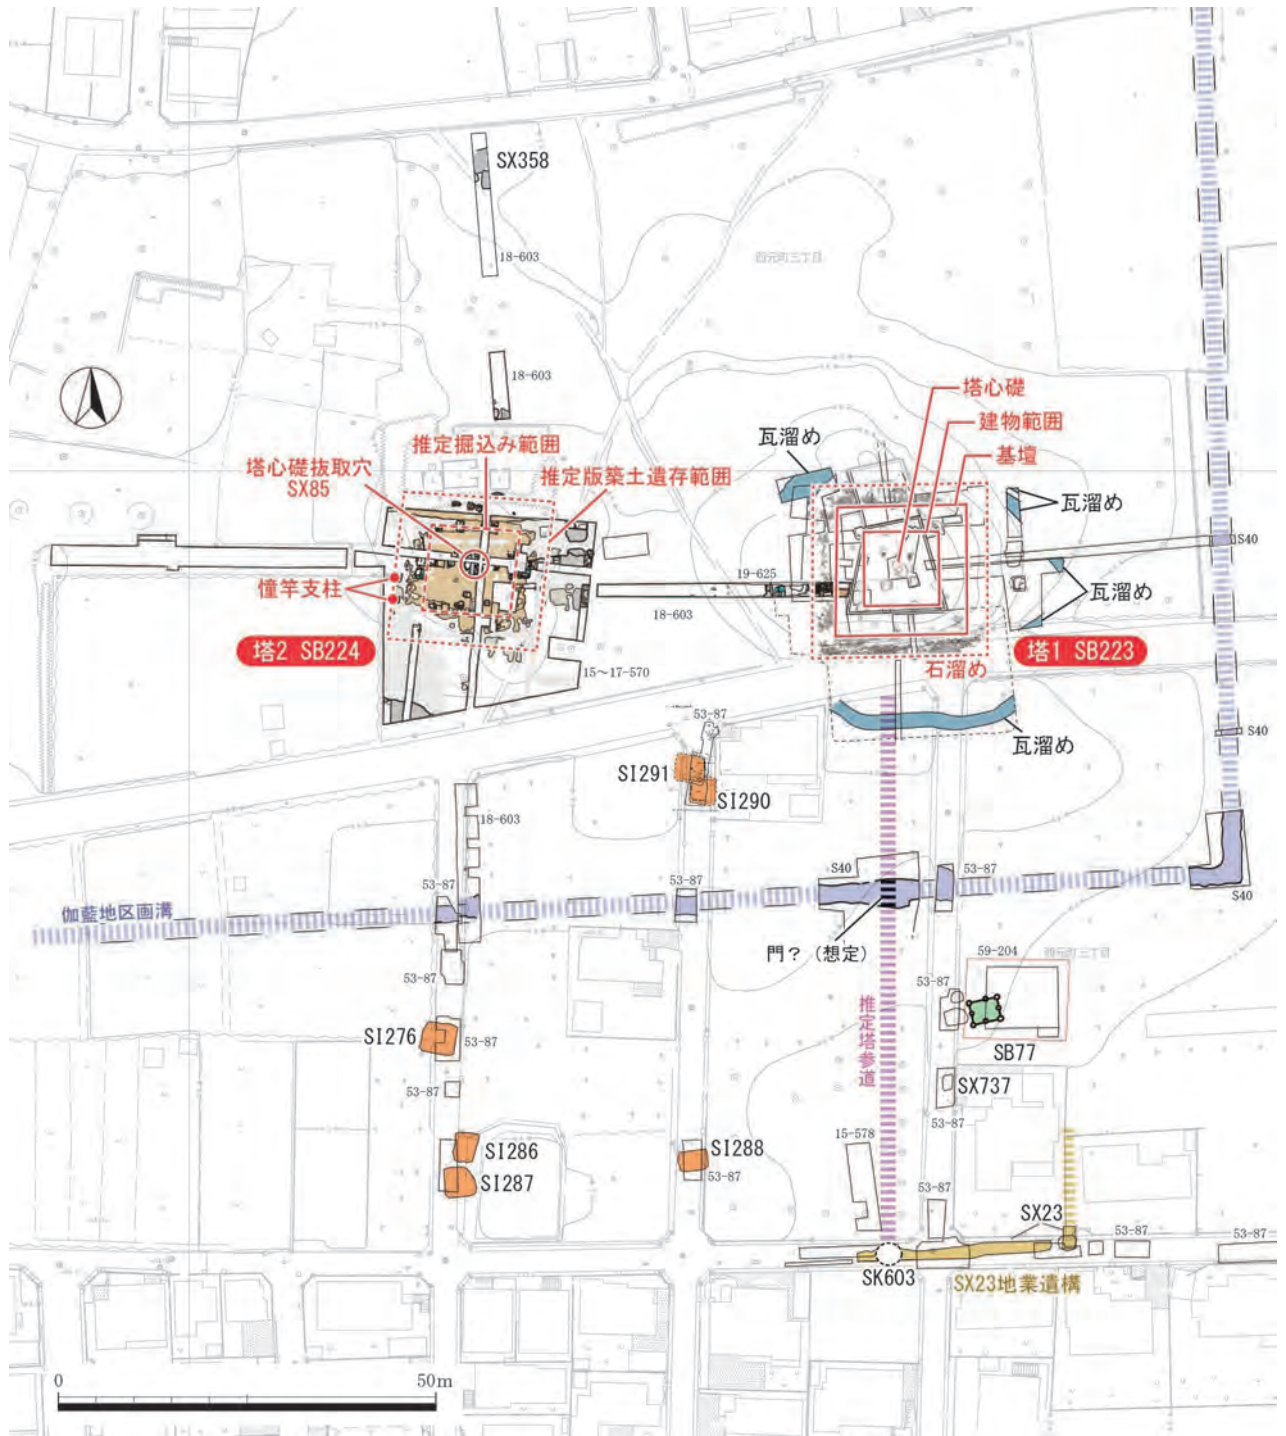 SX358
18-603
四元町三丁目
18-603
塔心礎
建物範囲
基壇
瓦溜め
推定掘込み範囲
推定版築土遺存範囲
塔心礎抜取穴
SX85
瓦溜め
S40
瓦溜め
幢竿支柱
19-625
18-603
塔2 SB224
塔1 SB223
石溜め
15～17-570
53-87
瓦溜め
S40
SI291
SI290
18-603
53-87
53-87
S40
53-87
S40
伽藍地区画溝
門？（想定）
59-204
53-87
53-87
SI276
53-87
SB77
推定塔参道
53-87
SX737
53-87
15-578
SI286
SI287
SI288
53-87
53-87
SX23
53-87
53-87
SK603
SX23地業遺構
0
50m